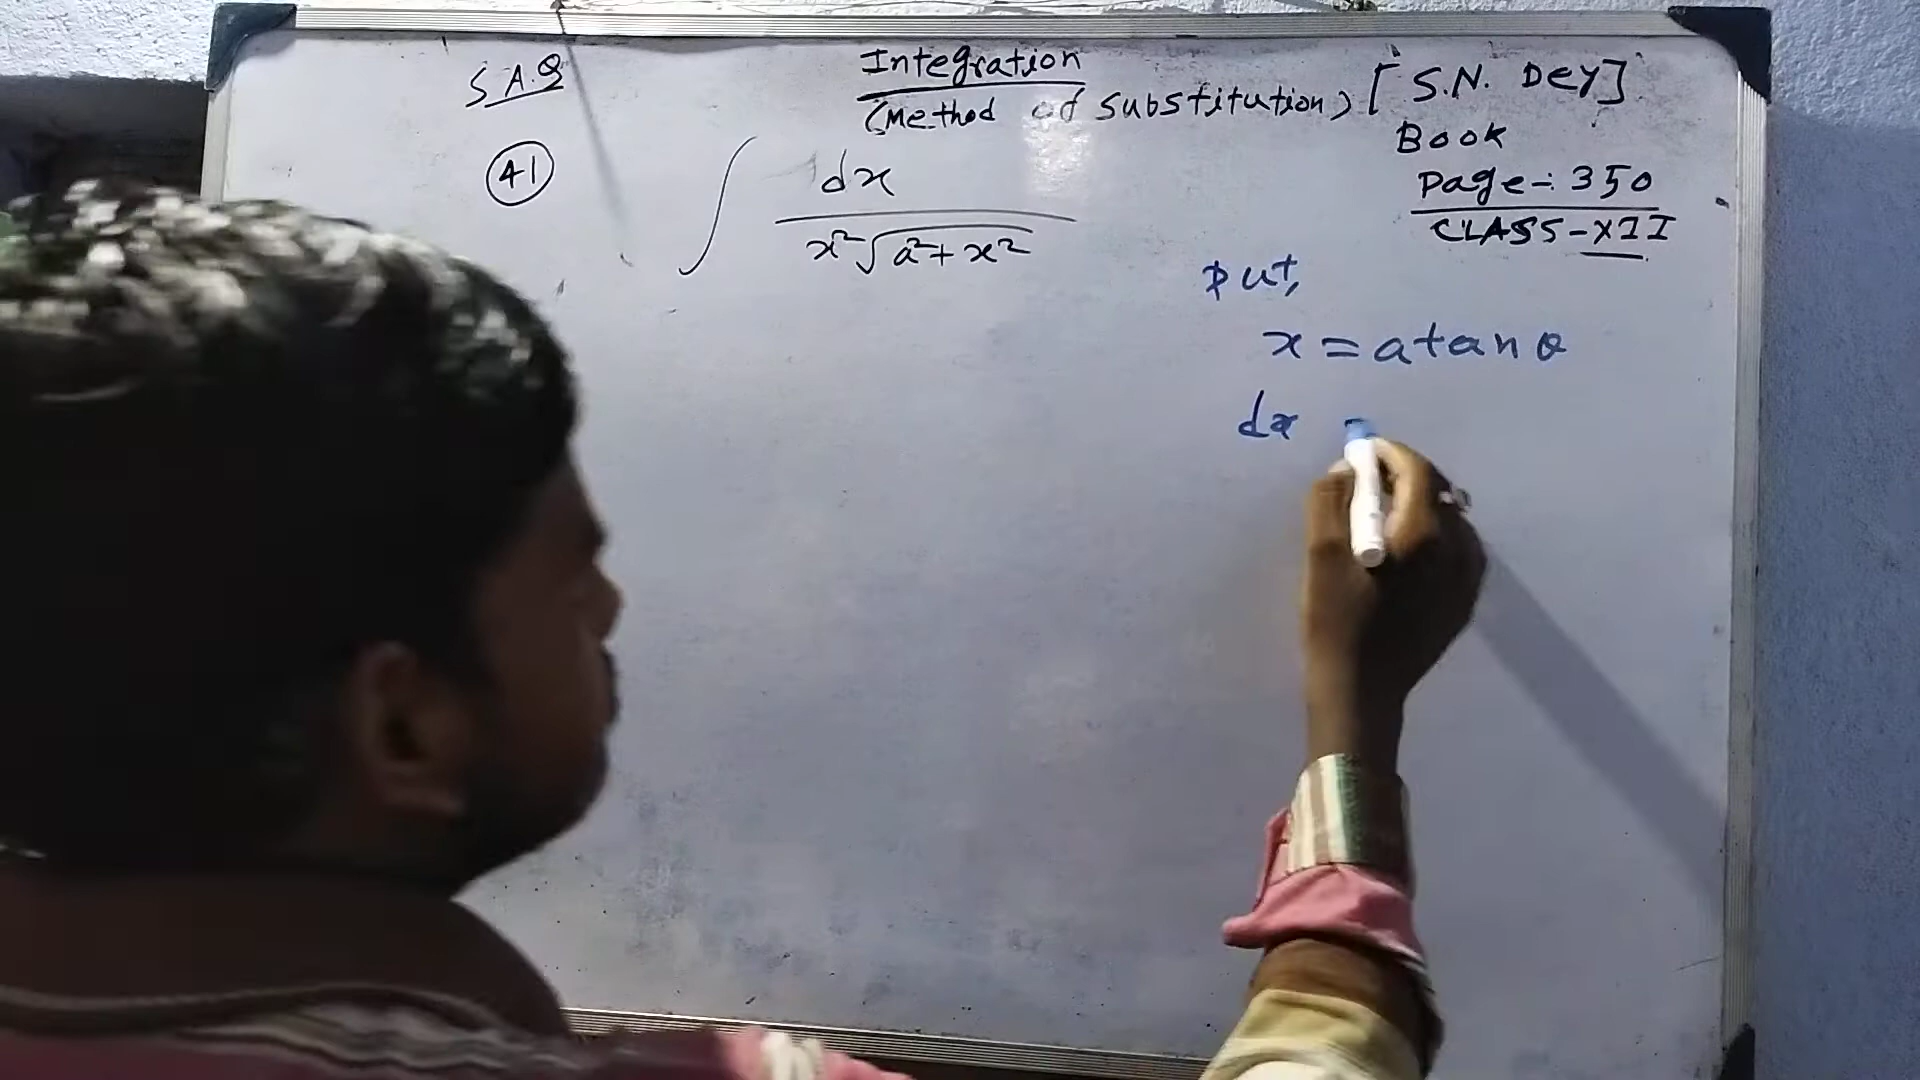 S.A.Q
Integration
(Method of Substitution)
[S.N. Dey]
Book
Page-: 350
CLASS-XII
41
∫ dx / x²√a²+x²
put,
x = a tan θ
dx